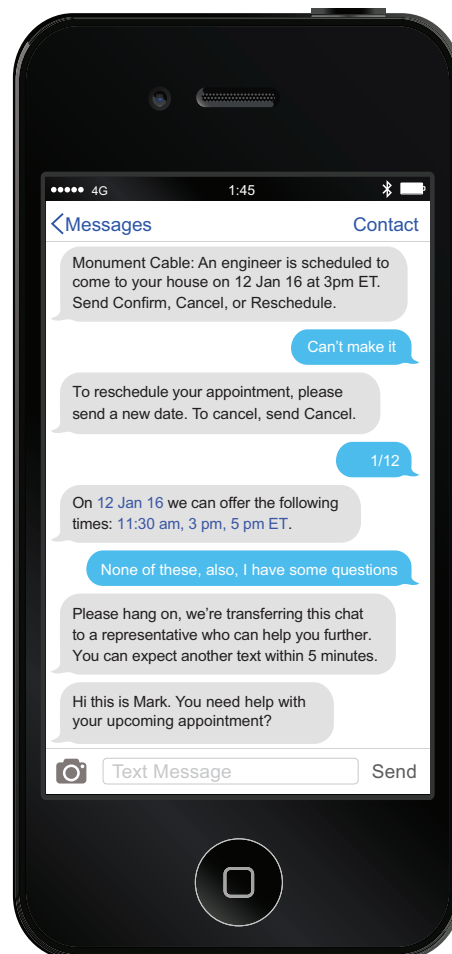 4G 1:45
Messages Contact
Monument Cable: An engineer is scheduled to
come to your house on 12 Jan 16 at 3pm ET.
Send Confirm, Cancel, or Reschedule.
Can't make it
To reschedule your appointment, please
send a new date. To cancel, send Cancel.
1/12
On 12 Jan 16 we can offer the following
times: 11:30 am, 3 pm, 5 pm ET.
None of these, also, I have some questions
Please hang on, we're transferring this chat
to a representative who can help you further.
You can expect another text within 5 minutes.
Hi this is Mark. You need help with
your upcoming appointment?
Text Message Send